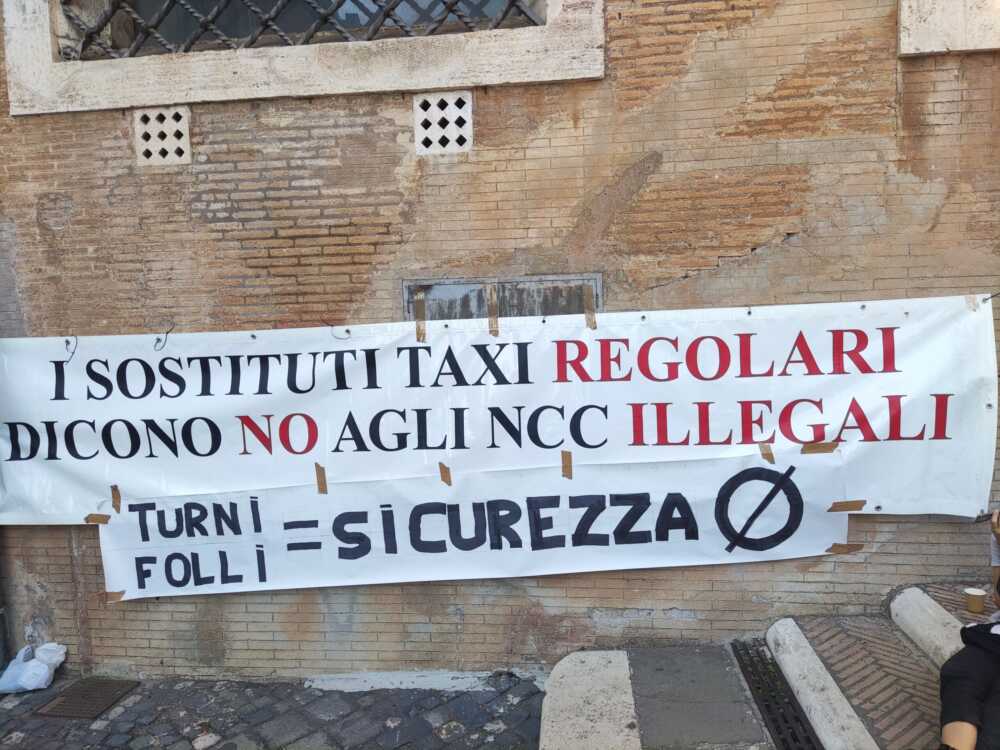 I SOSTITUTI TAXI REGOLARI
DICONO NO AGLI NCC ILLEGALI
TURNI
FOLLI
= SICUREZZA Ø